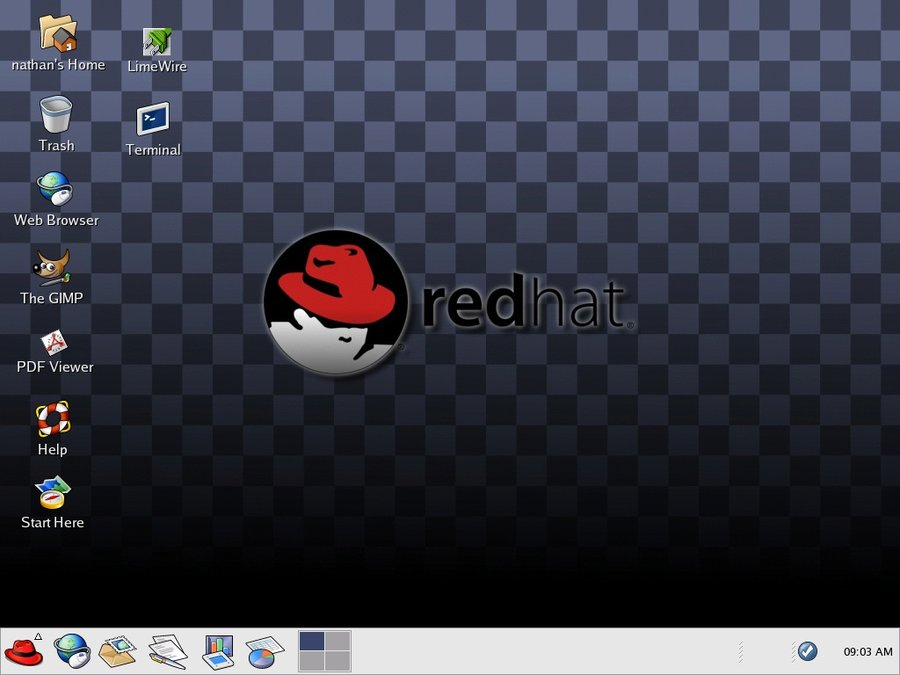 nathan's Home
LimeWire
Trash
Terminal
Web Browser
The GIMP
redhat®
PDF Viewer
Help
Start Here
09:03 AM